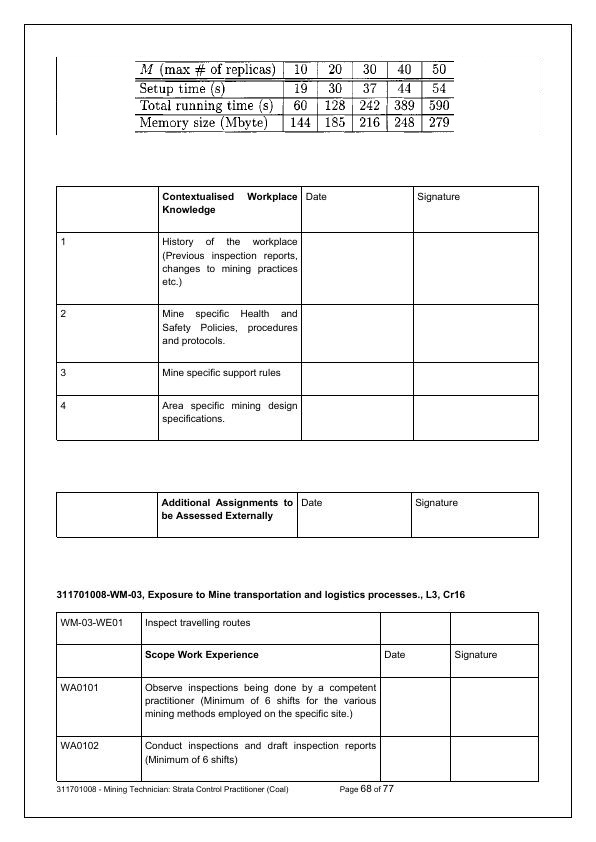 M (max # of replicas) 10 20 30 40 50
Setup time (s) 19 30 37 44 54
Total running time (s) 60 128 242 389 590
Memory size (Mbyte) 144 185 216 248 279
Contextualised Workplace Date Signature
Knowledge
1 History of the workplace
(Previous inspection reports,
changes to mining practices
etc.)
2 Mine specific Health and
Safety Policies, procedures
and protocols.
3 Mine specific support rules
4 Area specific mining design
specifications.
Additional Assignments to Date Signature
be Assessed Externally
311701008-WM-03, Exposure to Mine transportation and logistics processes., L3, Cr16
WM-03-WE01 Inspect travelling routes
Scope Work Experience Date Signature
WA0101 Observe inspections being done by a competent
practitioner (Minimum of 6 shifts for the various
mining methods employed on the specific site.)
WA0102 Conduct inspections and draft inspection reports
(Minimum of 6 shifts)
311701008 - Mining Technician: Strata Control Practitioner (Coal) Page 68 of 77